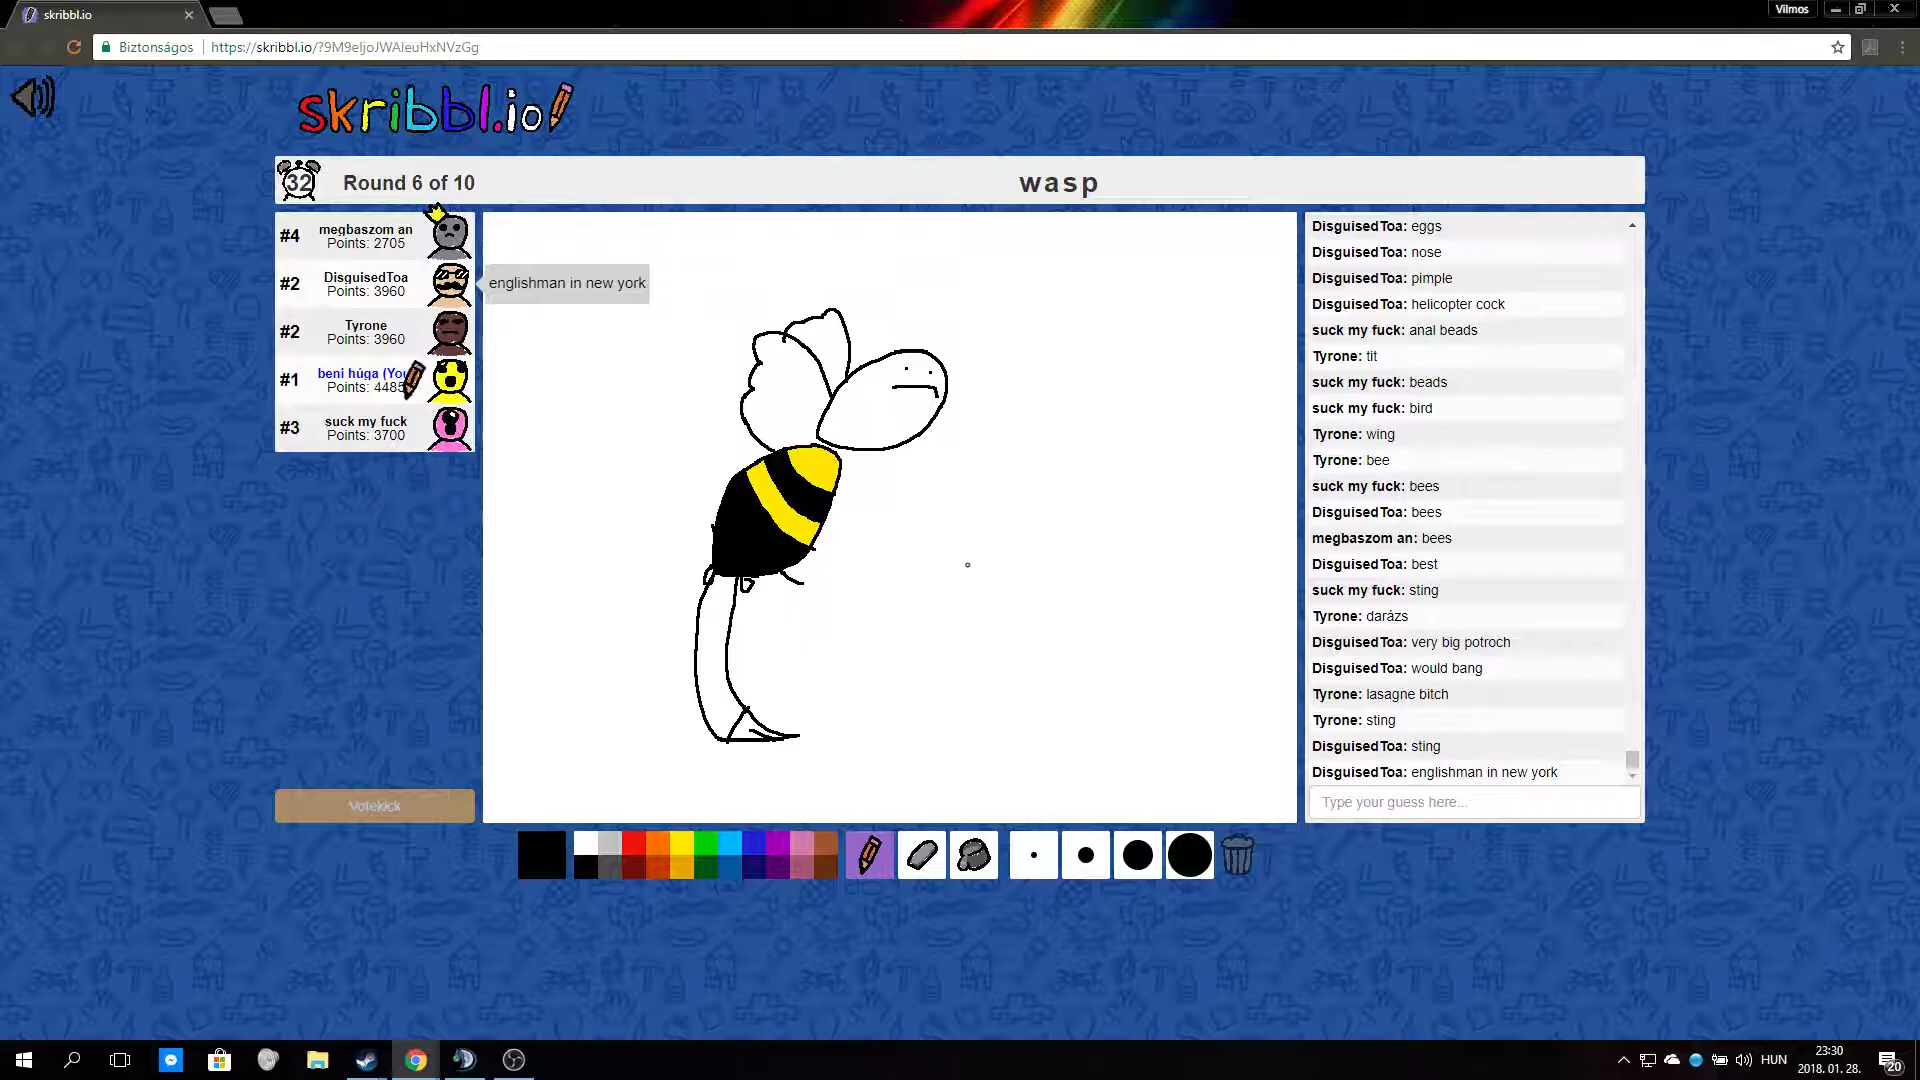 skribbl.io
Vilmos
Biztonságos https://skribbl.io/?9M9eljoJWAleuHxNVzGg
skribbl.io
32 Round 6 of 10 wasp
#4 megbaszom an
Points: 2705
#2 DisguisedToa
Points: 3960
englishman in new york
#2 Tyrone
Points: 3960
#1 beni húga (You
Points: 4485
#3 suck my fuck
Points: 3700
Votekick
DisguisedToa: eggs
DisguisedToa: nose
DisguisedToa: pimple
DisguisedToa: helicopter cock
suck my fuck: anal beads
Tyrone: tit
suck my fuck: beads
suck my fuck: bird
Tyrone: wing
Tyrone: bee
suck my fuck: bees
DisguisedToa: bees
megbaszom an: bees
DisguisedToa: best
suck my fuck: sting
Tyrone: darázs
DisguisedToa: very big potroch
DisguisedToa: would bang
Tyrone: lasagne bitch
Tyrone: sting
DisguisedToa: sting
DisguisedToa: englishman in new york
Type your guess here...
HUN
23:30
2018. 01. 28.
20